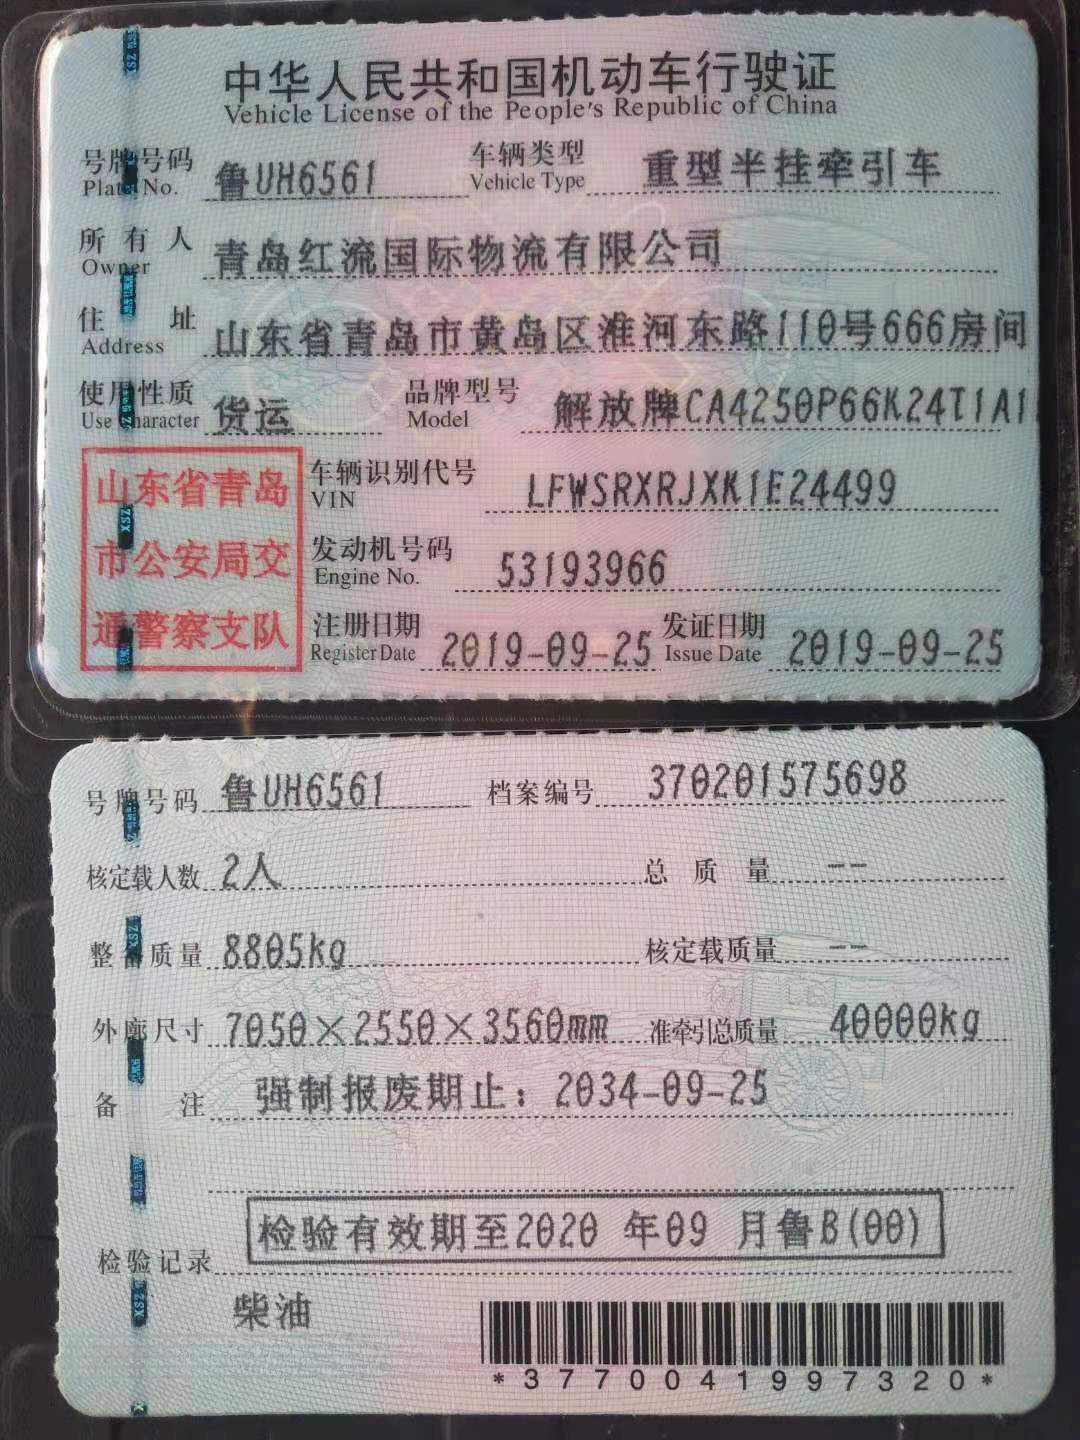 中华人民共和国机动车行驶证
Vehicle License of the People's Republic of China
号牌号码 鲁UH6561 车辆类型 重型半挂牵引车
Plate No. Vehicle Type
所有人 青岛红流国际物流有限公司
Owner
住址 山东省青岛市黄岛区淮河东路110号666房间
Address
使用性质 货运 品牌型号 解放牌CA4250P66K24T1A1
Use Character Model
山东省青岛
市公安局交
通警察支队
车辆识别代号 LFWSRXRJXK1E24499
VIN
发动机号码 53193966
Engine No.
注册日期 2019-09-25 发证日期 2019-09-25
Register Date Issue Date
号牌号码 鲁UH6561 档案编号 370201575698
核定载人数 2人 总质量 --
整备质量 8805kg 核定载质量 --
外廓尺寸 7050×2550×3560mm 准牵引总质量 40000kg
备注 强制报废期止：2034-09-25
检验记录 检验有效期至2020 年09 月鲁B(00)
柴油
*3770041997320*